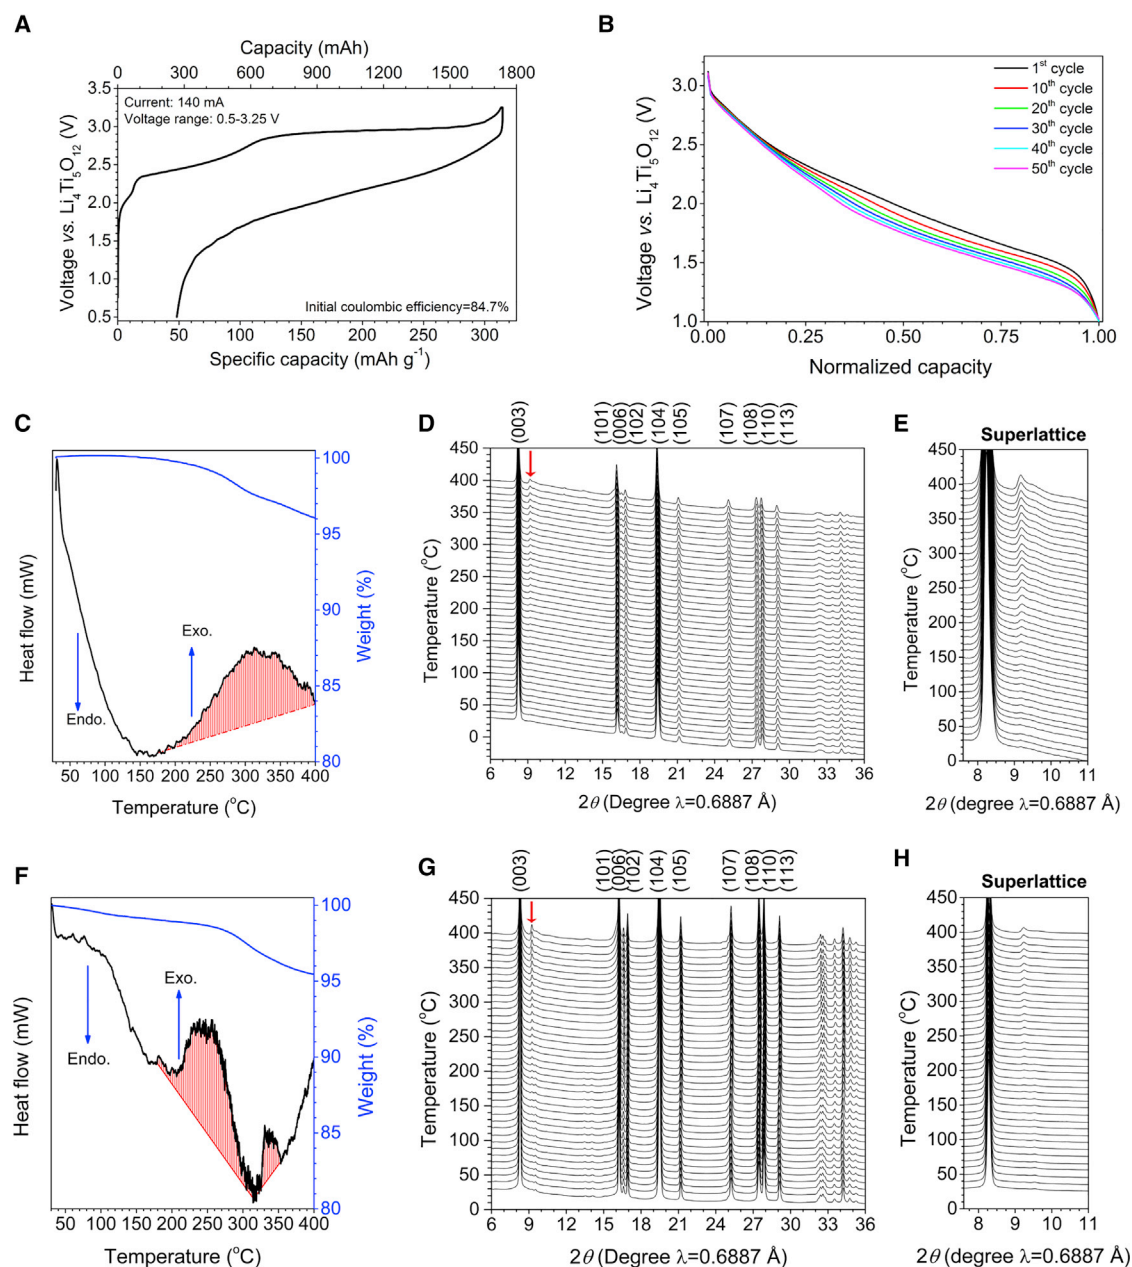 A
Capacity (mAh)
0 300 600 900 1200 1500 1800
Voltage vs. Li4Ti5O12 (V)
3.5
3.0
2.5
2.0
1.5
1.0
0.5
Current: 140 mA
Voltage range: 0.5-3.25 V
Initial coulombic efficiency=84.7%
0 50 100 150 200 250 300
Specific capacity (mAh g-1)
B
Voltage vs. Li4Ti5O12 (V)
3.0
2.5
2.0
1.5
1.0
1st cycle
10th cycle
20th cycle
30th cycle
40th cycle
50th cycle
0.00 0.25 0.50 0.75 1.00
Normalized capacity
C
Heat flow (mW)
Endo.
Exo.
100
95
90
85
80
Weight (%)
50 100 150 200 250 300 350 400
Temperature (oC)
D
(003) (101) (006) (102) (104) (105) (107) (108) (110) (113)
Temperature (oC)
450
400
350
300
250
200
150
100
50
0
6 9 12 15 18 21 24 27 30 33 36
2θ (Degree λ=0.6887 Å)
E
Superlattice
Temperature (oC)
450
400
350
300
250
200
150
100
50
0
8 9 10 11
2θ (degree λ=0.6887 Å)
F
Heat flow (mW)
Endo.
Exo.
100
95
90
85
80
Weight (%)
50 100 150 200 250 300 350 400
Temperature (oC)
G
(003) (101) (006) (102) (104) (105) (107) (108) (110) (113)
Temperature (oC)
450
400
350
300
250
200
150
100
50
0
6 9 12 15 18 21 24 27 30 33 36
2θ (Degree λ=0.6887 Å)
H
Superlattice
Temperature (oC)
450
400
350
300
250
200
150
100
50
0
8 9 10 11
2θ (degree λ=0.6887 Å)